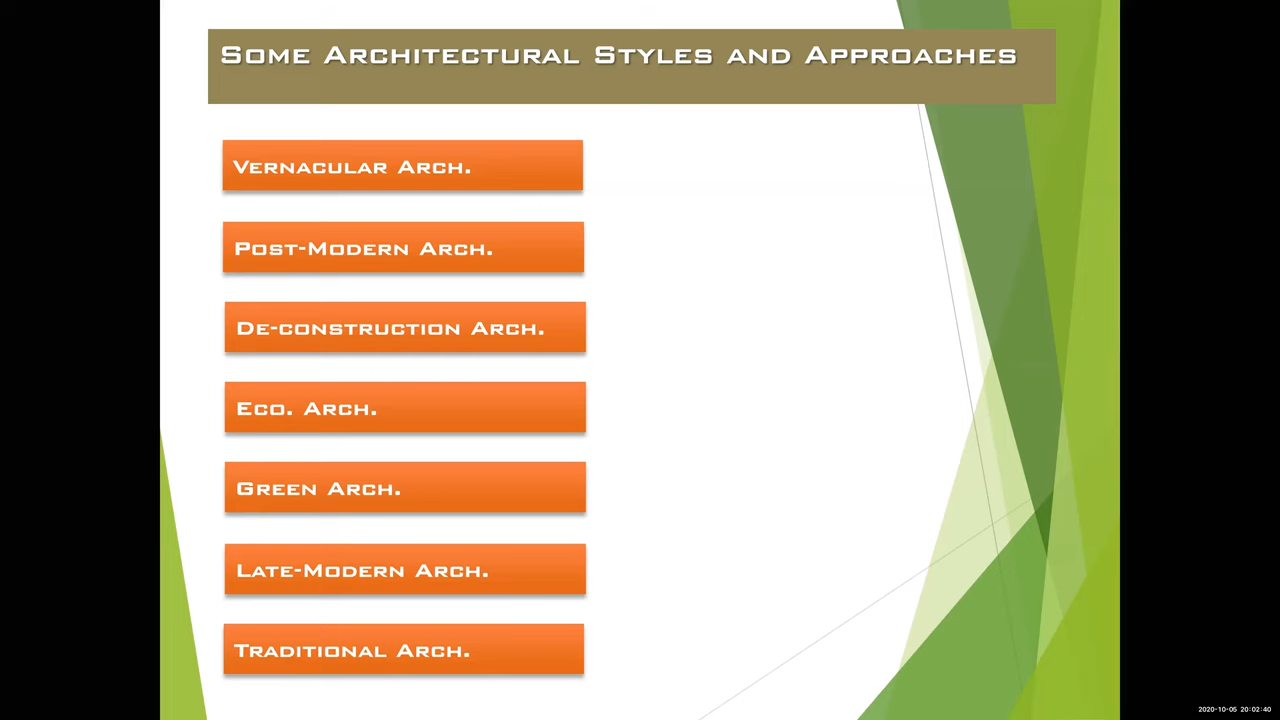 Some Architectural Styles and Approaches
Vernacular Arch.
Post-Modern Arch.
De-construction Arch.
Eco. Arch.
Green Arch.
Late-Modern Arch.
Traditional Arch.
2020-10-05 20:02:40